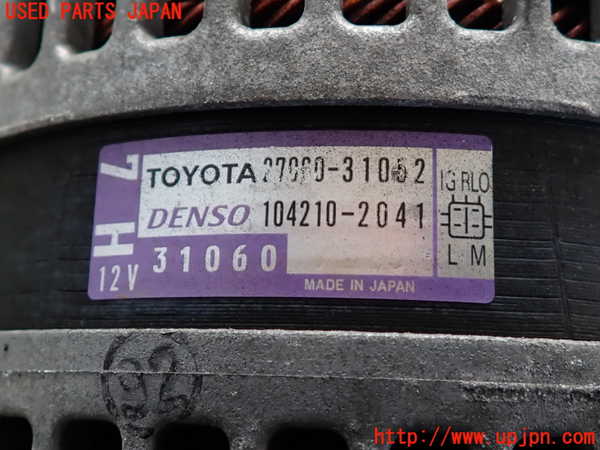 USED PARTS JAPAN
TOYOTA 27060-31052
IG RLO
DENSO 104210-2041
H L
L M
12V 31060
MADE IN JAPAN
92
http://www.upjpn.com/